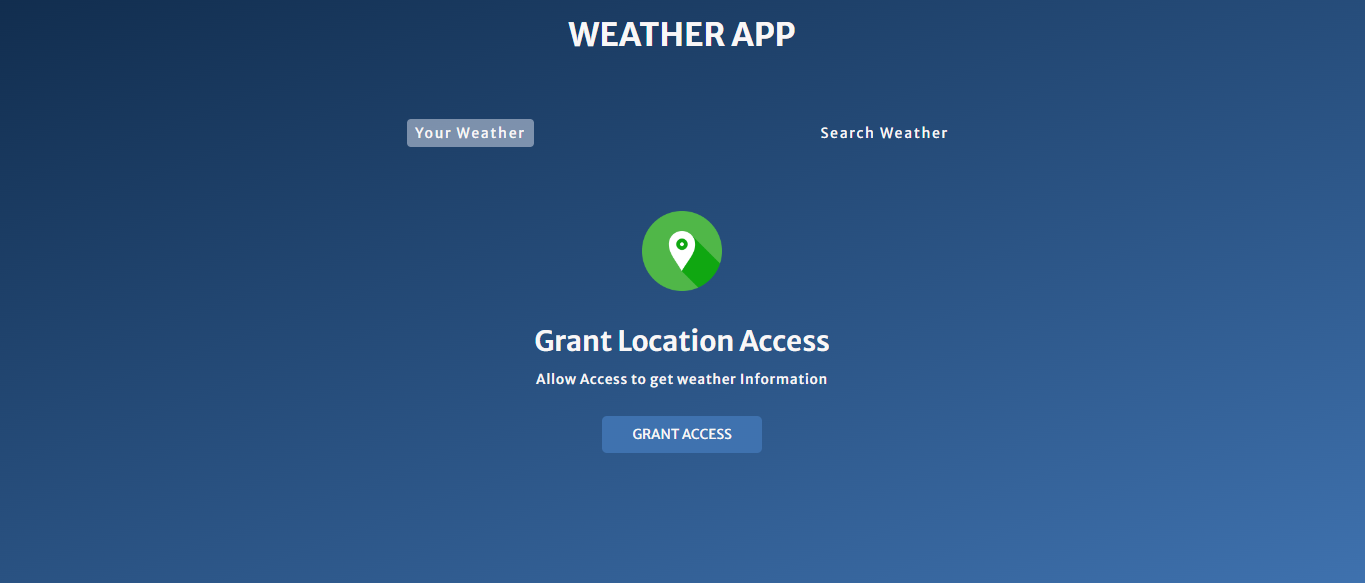 WEATHER APP
Your Weather
Search Weather
Grant Location Access
Allow Access to get weather Information
GRANT ACCESS